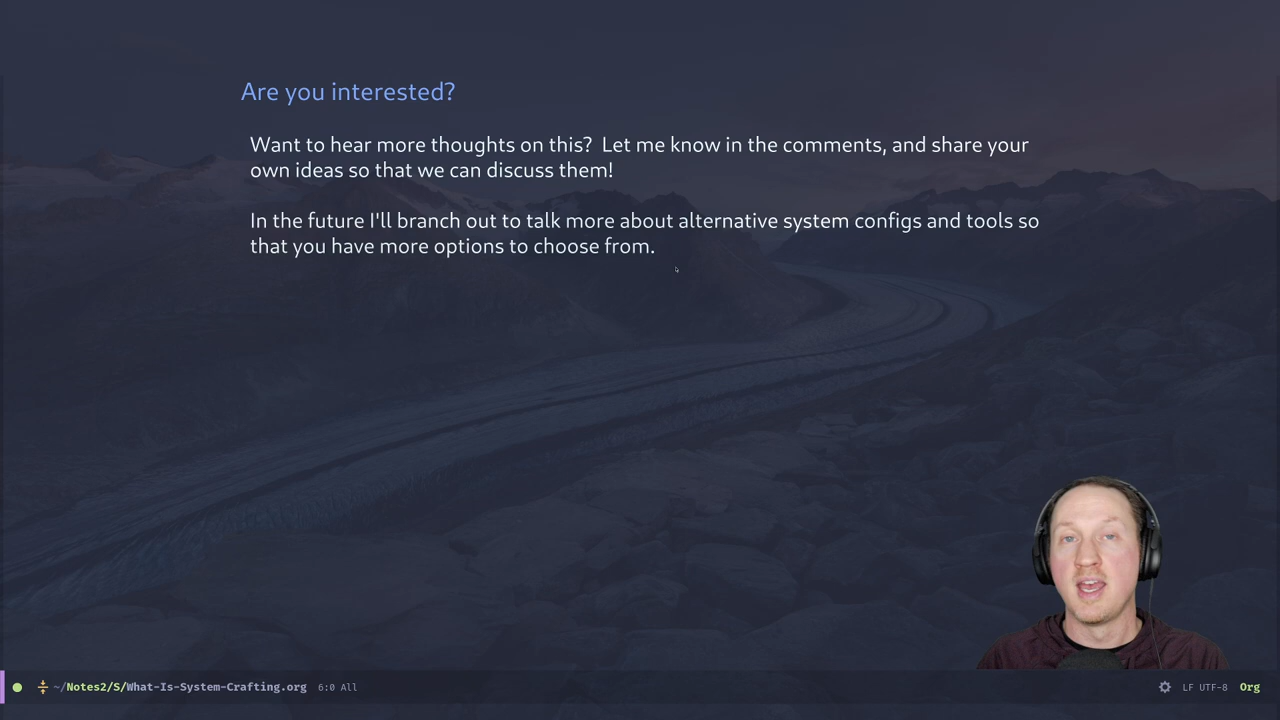 Are you interested?
Want to hear more thoughts on this?  Let me know in the comments, and share your
own ideas so that we can discuss them!
In the future I'll branch out to talk more about alternative system configs and tools so
that you have more options to choose from.
~/Notes2/S/What-Is-System-Crafting.org 6:0 All LF UTF-8 Org